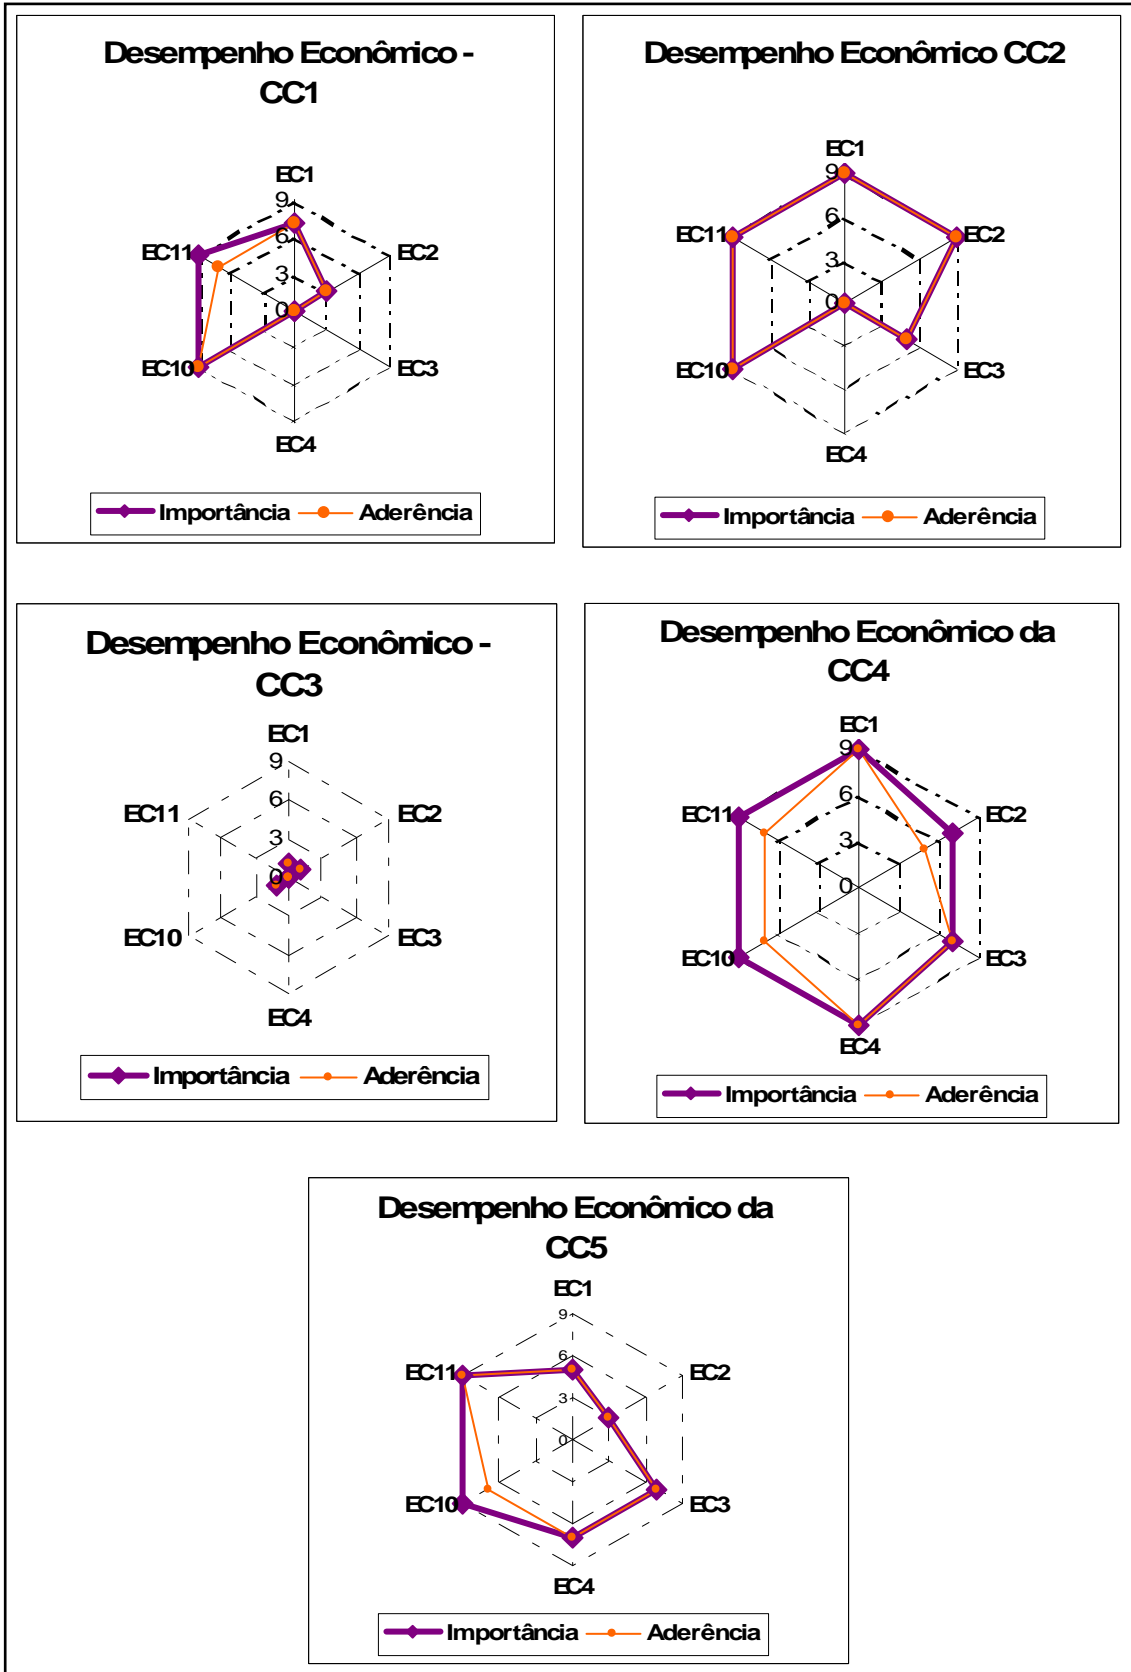 Desempenho Econômico -
CC1
EC1
9
6
3
0
EC2
EC3
EC4
EC10
EC11
Importância Aderência
Desempenho Econômico CC2
EC1
9
6
3
0
EC2
EC3
EC4
EC10
EC11
Importância Aderência
Desempenho Econômico -
CC3
EC1
9
6
3
0
EC2
EC3
EC4
EC10
EC11
Importância Aderência
Desempenho Econômico da
CC4
EC1
9
6
3
0
EC2
EC3
EC4
EC10
EC11
Importância Aderência
Desempenho Econômico da
CC5
EC1
9
6
3
0
EC2
EC3
EC4
EC10
EC11
Importância Aderência